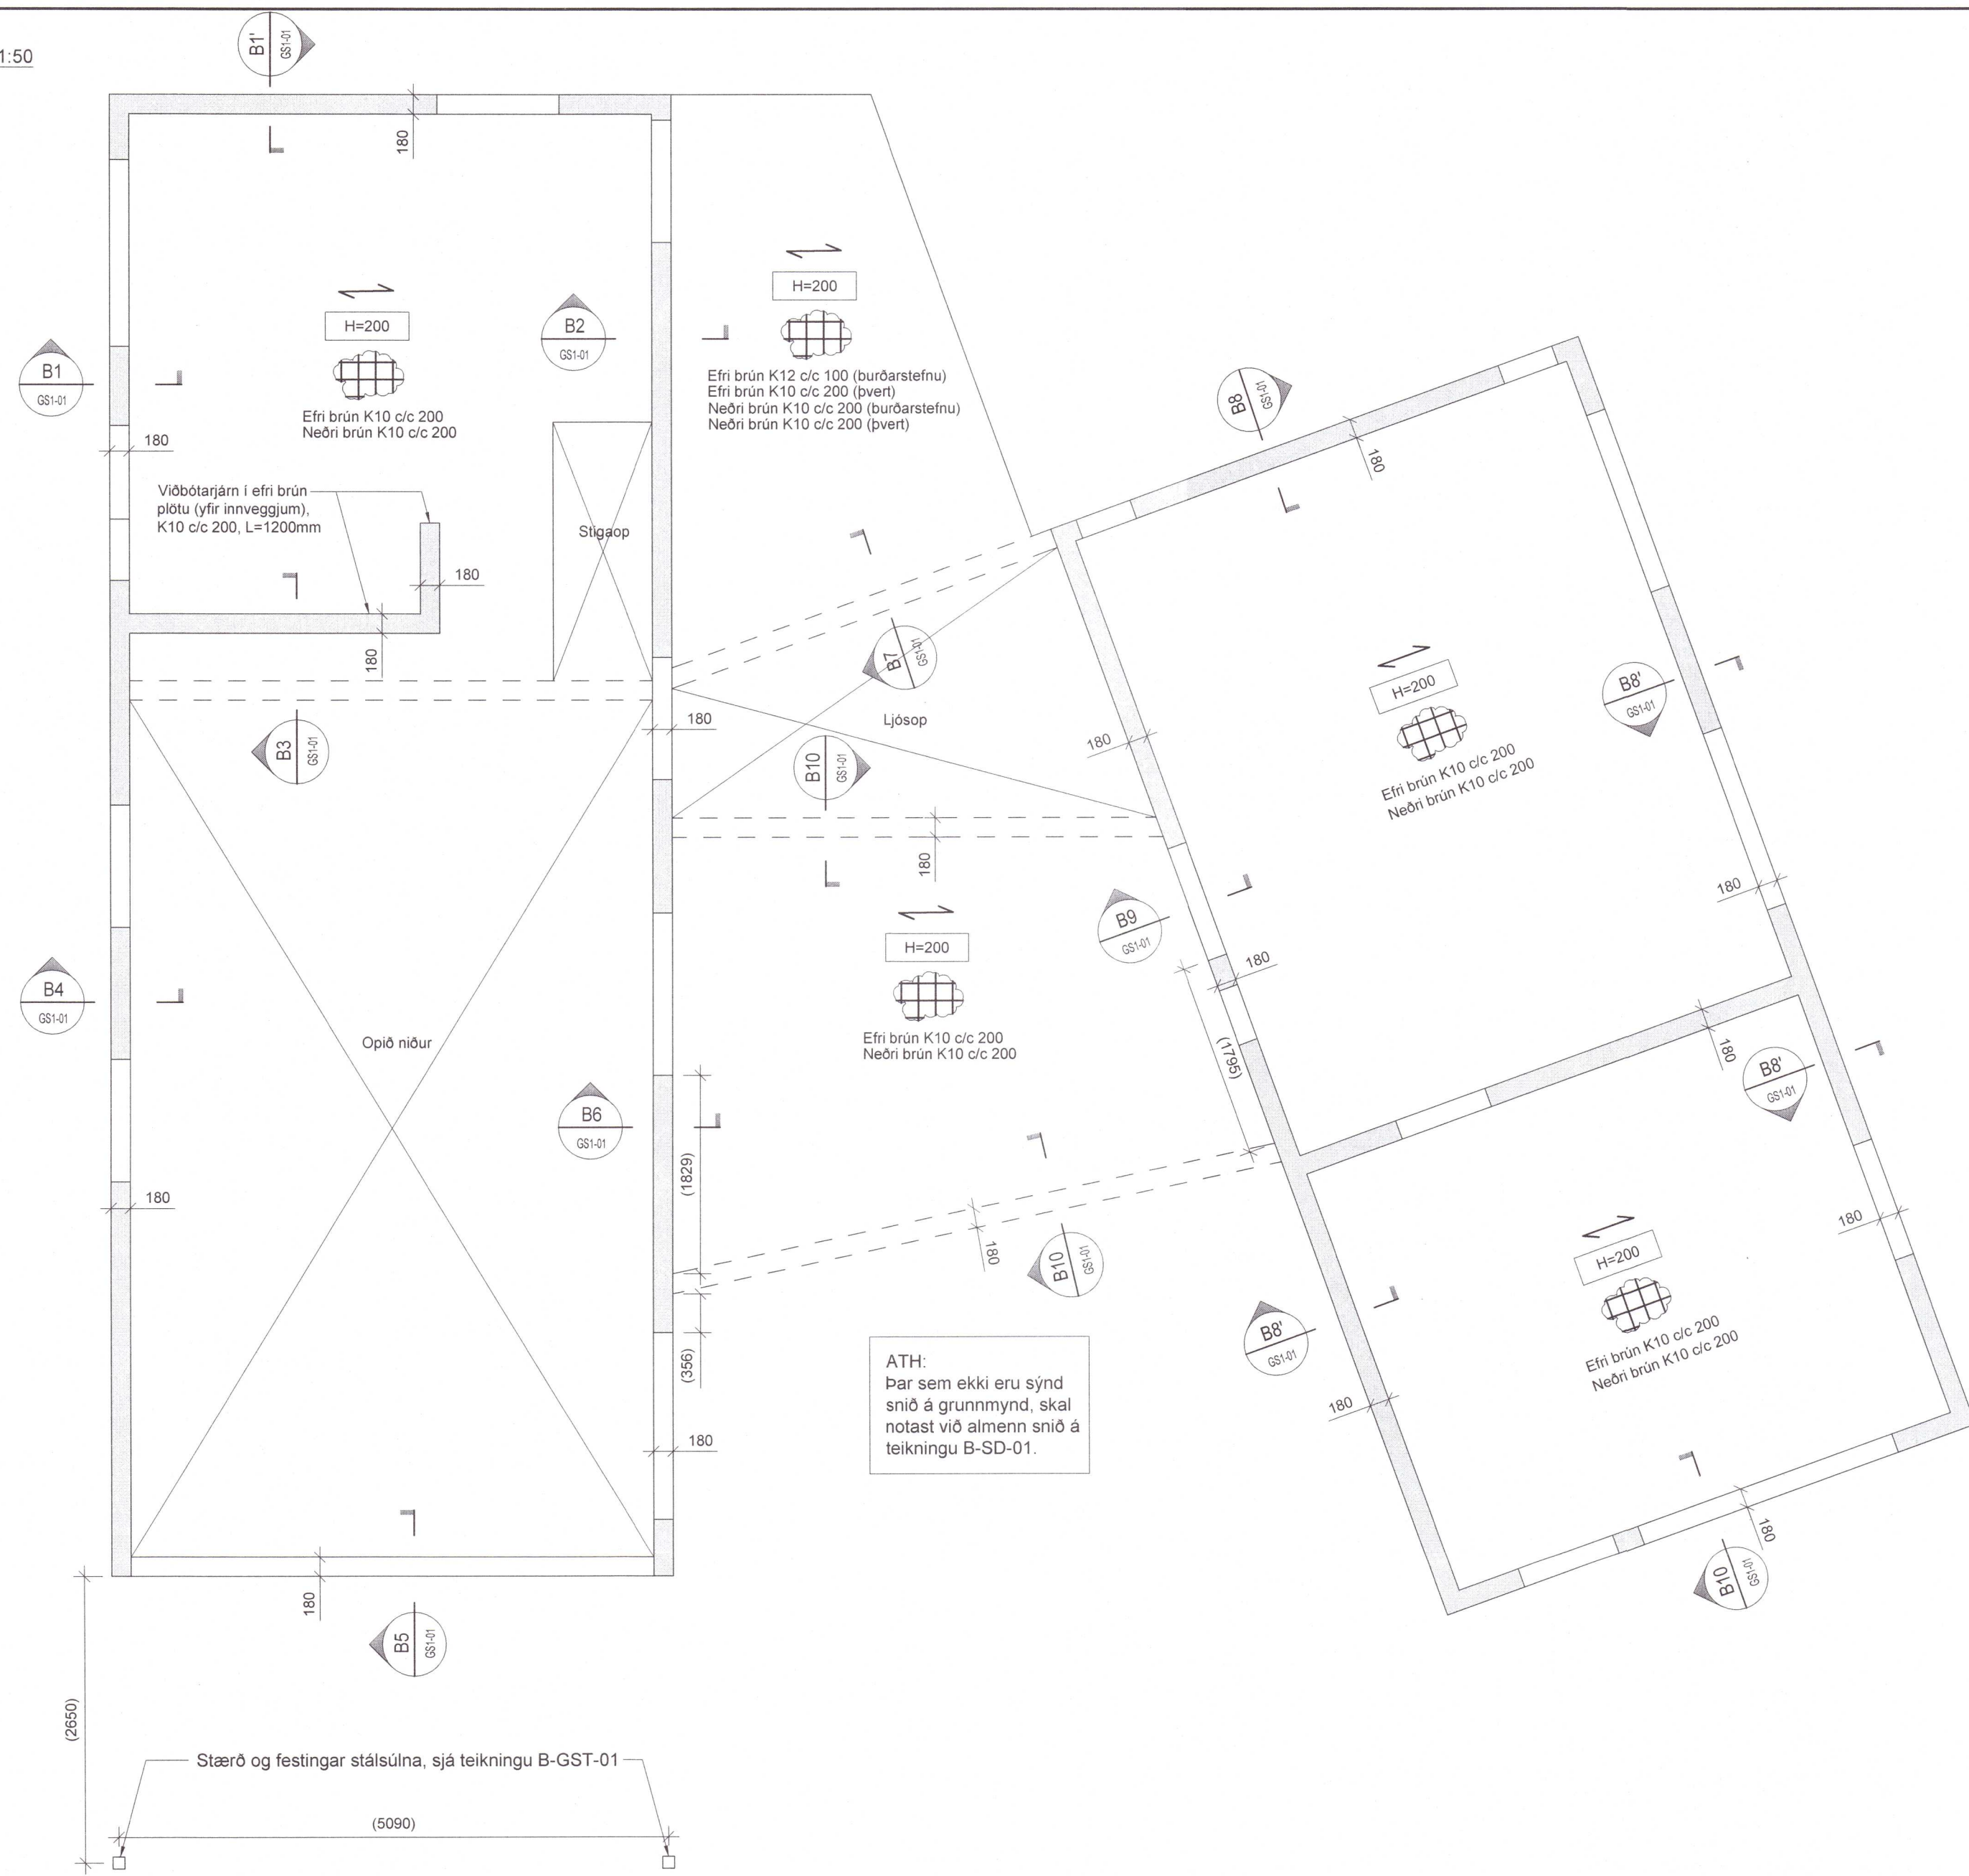 1:50
B1'
GS1-01
180
H=200
Efri brún K10 c/c 200
Neðri brún K10 c/c 200
B2
GS1-01
H=200
Efri brún K12 c/c 100 (burðarstefnu)
Efri brún K10 c/c 200 (þvert)
Neðri brún K10 c/c 200 (burðarstefnu)
Neðri brún K10 c/c 200 (þvert)
B1
GS1-01
180
B8
GS1-01
180
Viðbótarjárn í efri brún
plötu (yfir innveggjum),
K10 c/c 200, L=1200mm
Stigaop
180
180
B7
GS1-01
Ljósop
180
B3
GS1-01
B10
GS1-01
180
180
H=200
Efri brún K10 c/c 200
Neðri brún K10 c/c 200
B8'
GS1-01
180
B9
GS1-01
180
H=200
Efri brún K10 c/c 200
Neðri brún K10 c/c 200
B4
GS1-01
Opið niður
(1795)
180
B8'
GS1-01
B6
GS1-01
(1829)
180
180
B10
GS1-01
180
H=200
Efri brún K10 c/c 200
Neðri brún K10 c/c 200
B8'
GS1-01
(356)
ATH:
Þar sem ekki eru sýnd
snið á grunnmynd, skal
notast við almenn snið á
teikningu B-SD-01.
180
180
180
B10
GS1-01
180
B5
GS1-01
(2650)
Stærð og festingar stálsúlna, sjá teikningu B-GST-01
(5090)